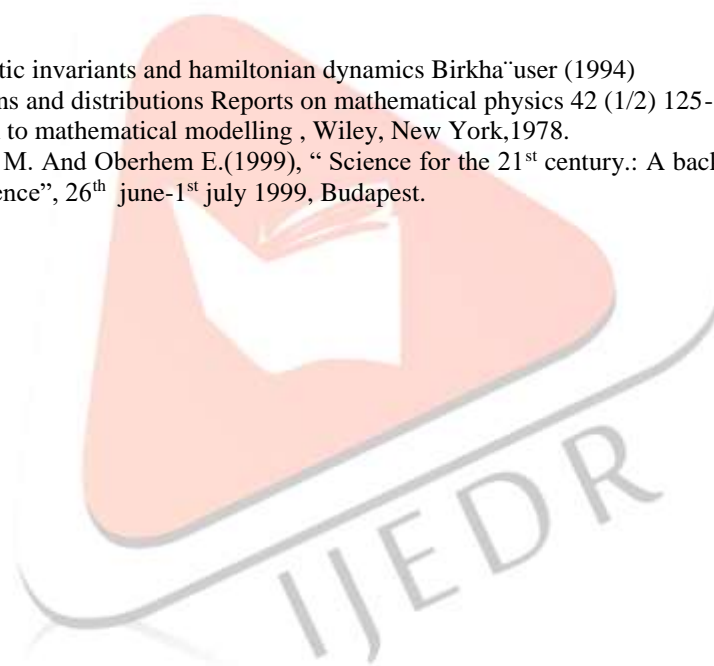 tic invariants and hamiltonian dynamics Birkha¨user (1994)
ns and distributions Reports on mathematical physics 42 (1/2) 125-
to mathematical modelling , Wiley, New York,1978.
M. And Oberhem E.(1999), “ Science for the 21st century.: A bac
ence”, 26th june-1st july 1999, Budapest.
IJEDR